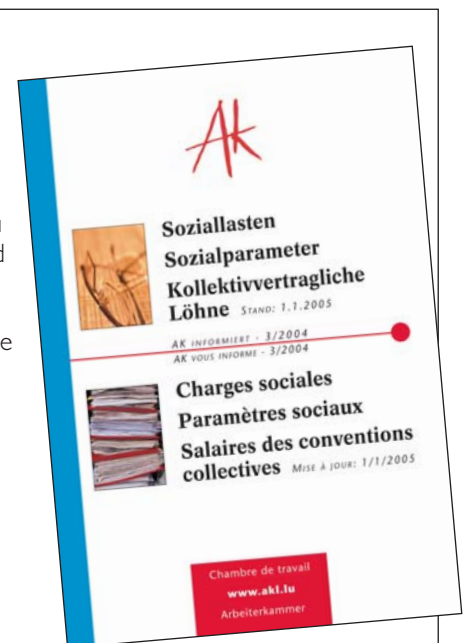 Ak
Soziallasten
Sozialparameter
Kollektivvertragliche
Löhne Stand: 1.1.2005
AK informiert - 3/2004
AK vous informe - 3/2004
Charges sociales
Paramètres sociaux
Salaires des conventions
collectives Mise à jour: 1/1/2005
Chambre de travail
www.akl.lu
Arbeiterkammer